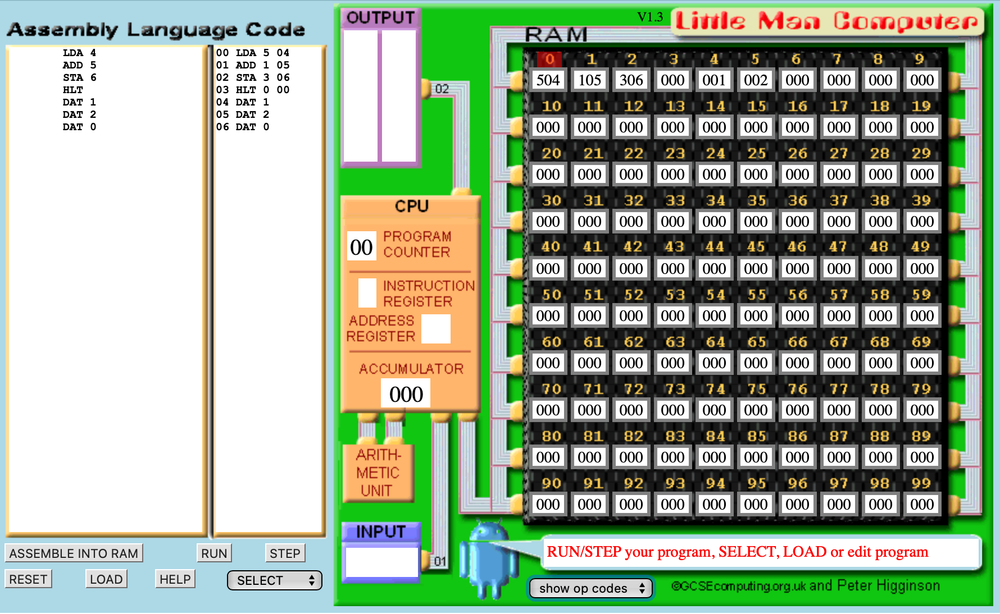 Assembly Language Code
LDA 4
ADD 5
STA 6
HLT
DAT 1
DAT 2
DAT 0
00 LDA 5 04
01 ADD 1 05
02 STA 3 06
03 HLT 0 00
04 DAT 1
05 DAT 2
06 DAT 0
ASSEMBLE INTO RAM
RUN
STEP
RESET
LOAD
HELP
SELECT
OUTPUT
02
CPU
00
PROGRAM
COUNTER
INSTRUCTION
REGISTER
ADDRESS
REGISTER
ACCUMULATOR
000
ARITH-
METIC
UNIT
INPUT
01
V1.3
Little Man Computer
RAM
0 1 2 3 4 5 6 7 8 9
504 105 306 000 001 002 000 000 000 000
10 11 12 13 14 15 16 17 18 19
000 000 000 000 000 000 000 000 000 000
20 21 22 23 24 25 26 27 28 29
000 000 000 000 000 000 000 000 000 000
30 31 32 33 34 35 36 37 38 39
000 000 000 000 000 000 000 000 000 000
40 41 42 43 44 45 46 47 48 49
000 000 000 000 000 000 000 000 000 000
50 51 52 53 54 55 56 57 58 59
000 000 000 000 000 000 000 000 000 000
60 61 62 63 64 65 66 67 68 69
000 000 000 000 000 000 000 000 000 000
70 71 72 73 74 75 76 77 78 79
000 000 000 000 000 000 000 000 000 000
80 81 82 83 84 85 86 87 88 89
000 000 000 000 000 000 000 000 000 000
90 91 92 93 94 95 96 97 98 99
000 000 000 000 000 000 000 000 000 000
RUN/STEP your program, SELECT, LOAD or edit program
show op codes
©GCSEcomputing.org.uk and Peter Higginson